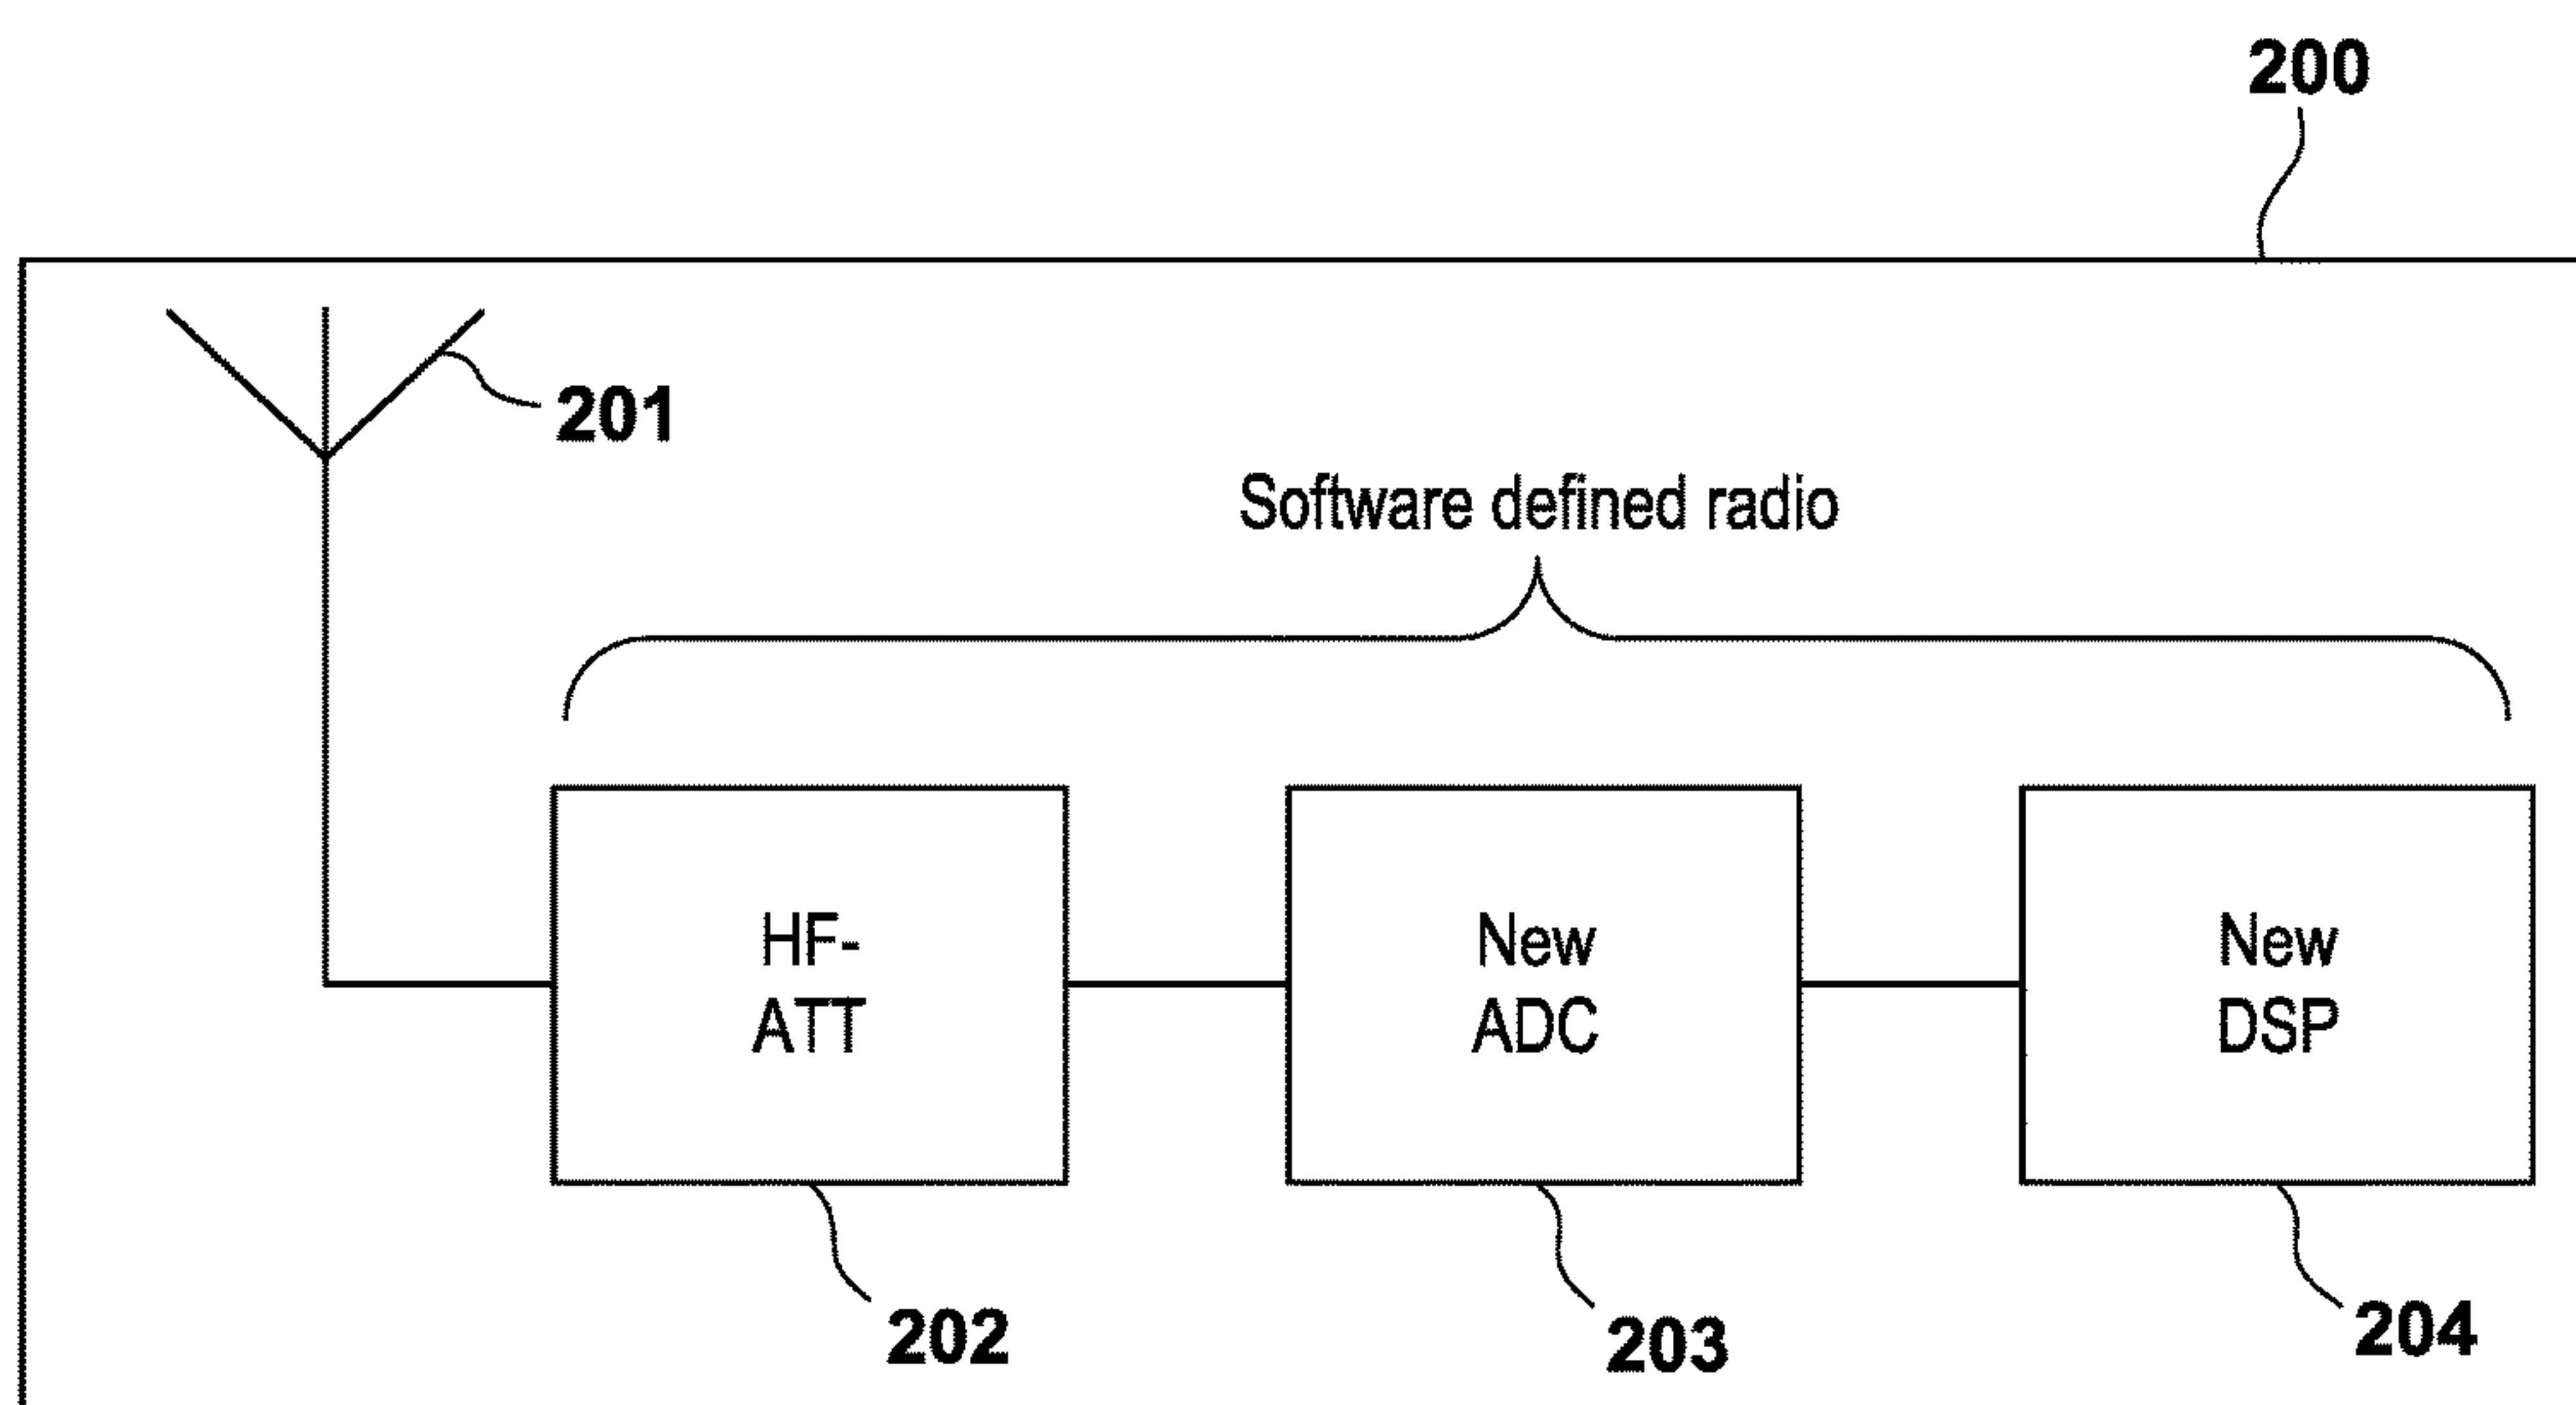 200
201
Software defined radio
HF-
ATT
New
ADC
New
DSP
202
203
204